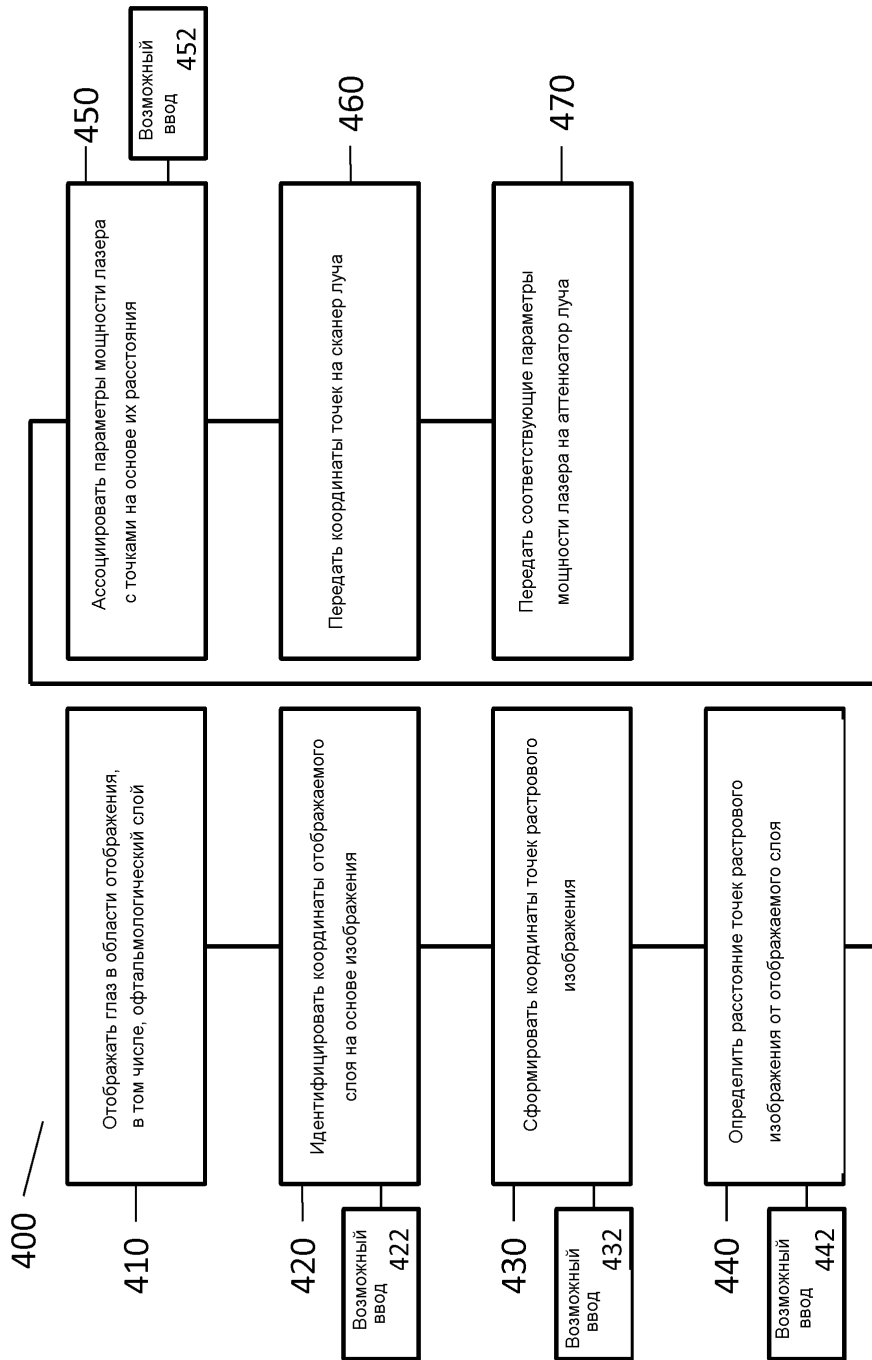 400
410
Отображать глаз в области отображения,
в том числе, офтальмологический слой
420
Идентифицировать координаты отображаемого
слоя на основе изображения
Возможный
ввод
422
430
Сформировать координаты точек растрового
изображения
Возможный
ввод
432
440
Определить расстояние точек растрового
изображения от отображаемого слоя
Возможный
ввод
442
450
Ассоциировать параметры мощности лазера
с точками на основе их расстояния
Возможный
ввод
452
460
Передать координаты точек на сканер луча
470
Передать соответствующие параметры
мощности лазера на аттенюатор луча